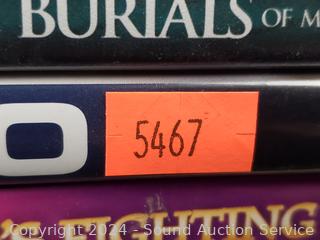 BURIALS OF M
O
5467
'S FIGHTING
Copyright 2024 - Sound Auction Service